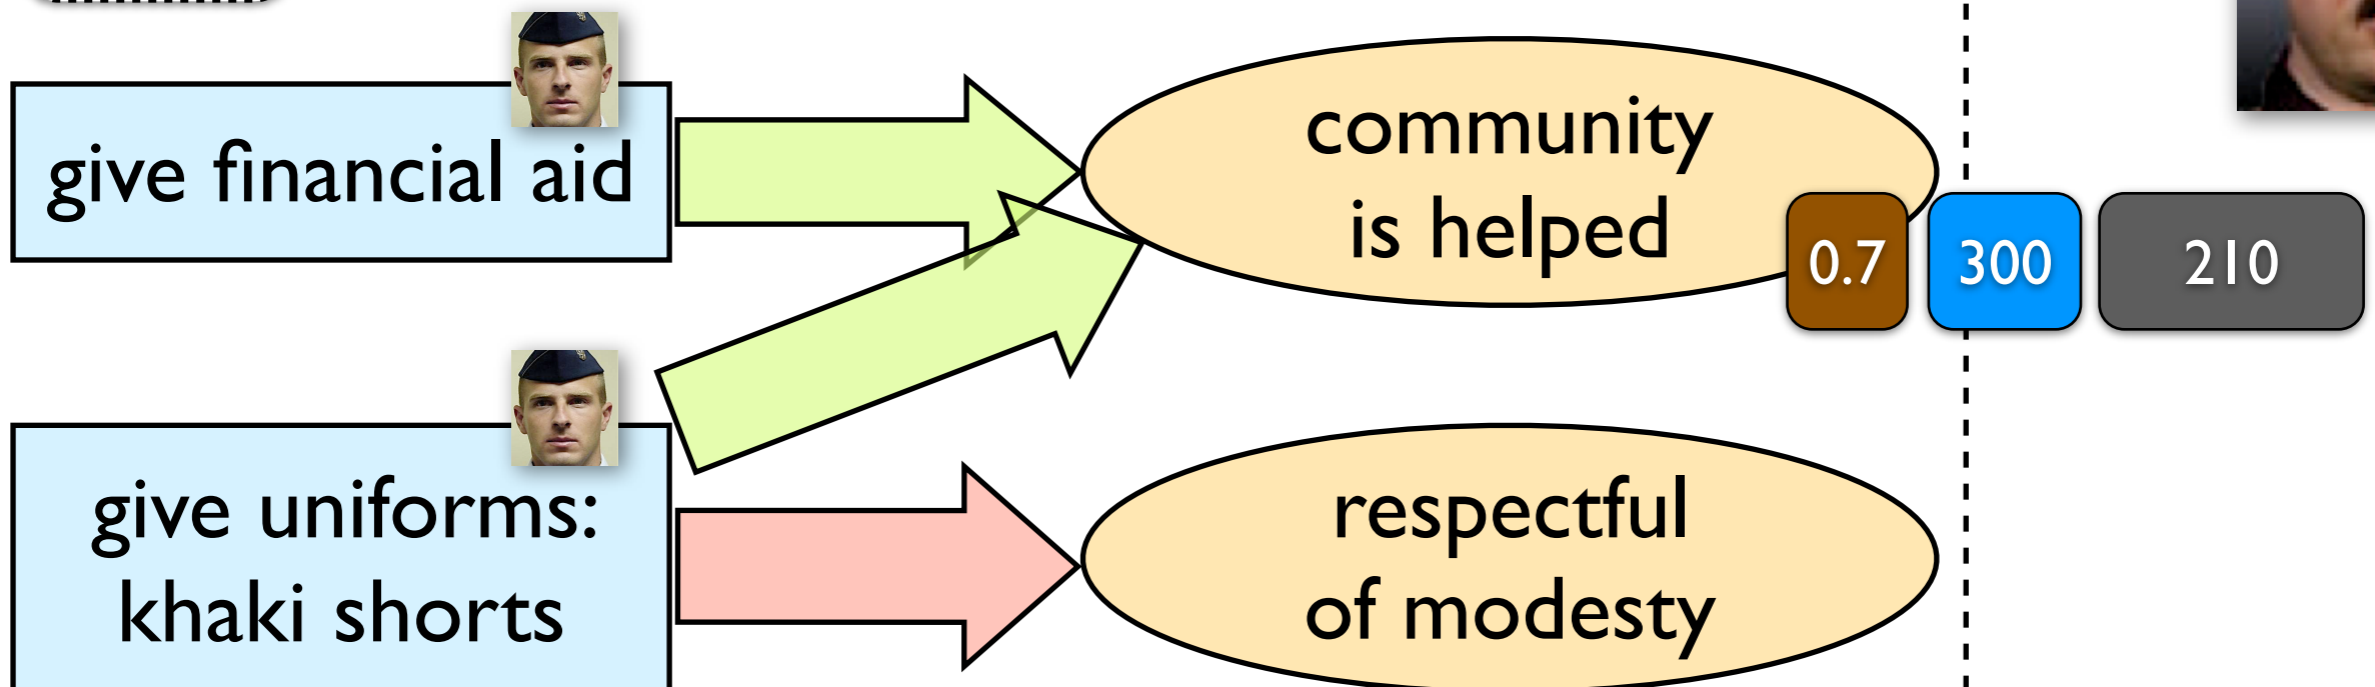 give financial aid
community
is helped
0.7
300
210
give uniforms:
khaki shorts
respectful
of modesty